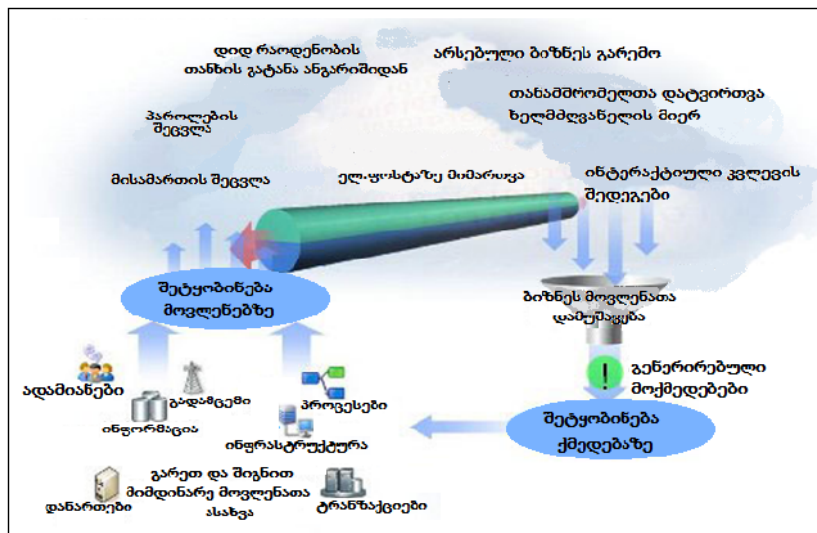 დიდ რაოდენობის
თანხის გატანა ანგარიშიდან
არსებული ბიზნეს გარემო
თანამშრომელთა დატვირთვა
ხელმძღვანელის მიერ
პაროლების
შეცვლა
მისამართის შეცვლა
ელ.ფოსტაზე მიმართვა
ინტერაქტიული კვლევის
შედეგები
შეტყობინება
მოვლენებზე
ბიზნეს მოვლენათა
დამუშავება
!
გენერირებული
მოქმედებები
ადამიანები
გადამცემი
ინფორმაცია
პროცესები
ინფრასტრუქტურა
შეტყობინება
ქმედებაზე
გარეთ და შიგნით
მიმდინარე მოვლენათა
ასახვა
დანართები
ტრანზაქციები